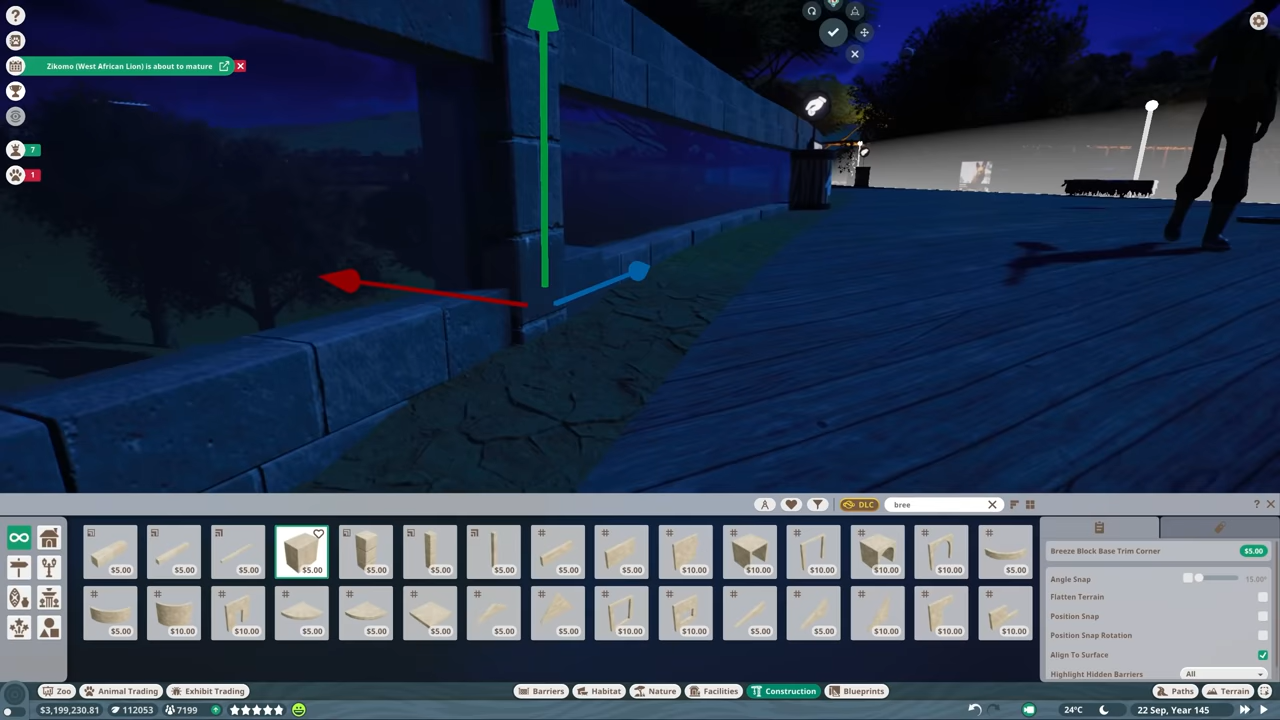 ?
Zikomo (West African Lion) is about to mature
7
1
DLC
bree
?
$5.00 $5.00 $5.00 $5.00 $5.00 $5.00 $5.00 $5.00 $5.00 $10.00 $10.00 $10.00 $10.00 $10.00 $5.00
$5.00 $5.00 $10.00 $5.00 $5.00 $5.00 $5.00 $5.00 $10.00 $10.00 $5.00 $5.00 $10.00 $10.00 $10.00
Breeze Block Base Trim Corner $5.00
Angle Snap 15.00°
Flatten Terrain
Position Snap
Position Snap Rotation
Align To Surface
Highlight Hidden Barriers All
Zoo Animal Trading Exhibit Trading Barriers Habitat Nature Facilities Construction Blueprints Paths Terrain
$3,199,230.81 112053 7199 24°C 22 Sep, Year 145